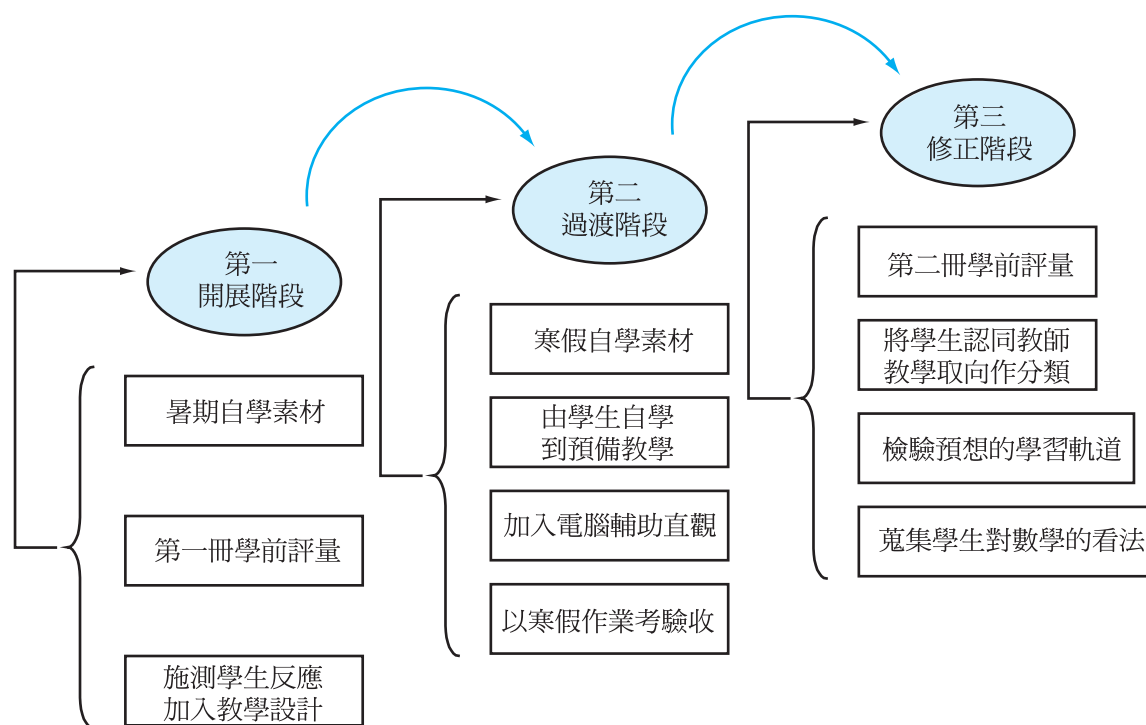 第一
開展階段
暑期自學素材
第一冊學前評量
施測學生反應
加入教學設計
第二
過渡階段
寒假自學素材
由學生自學
到預備教學
加入電腦輔助直觀
以寒假作業考驗收
第三
修正階段
第二冊學前評量
將學生認同教師
教學取向作分類
檢驗預想的學習軌道
蒐集學生對數學的看法